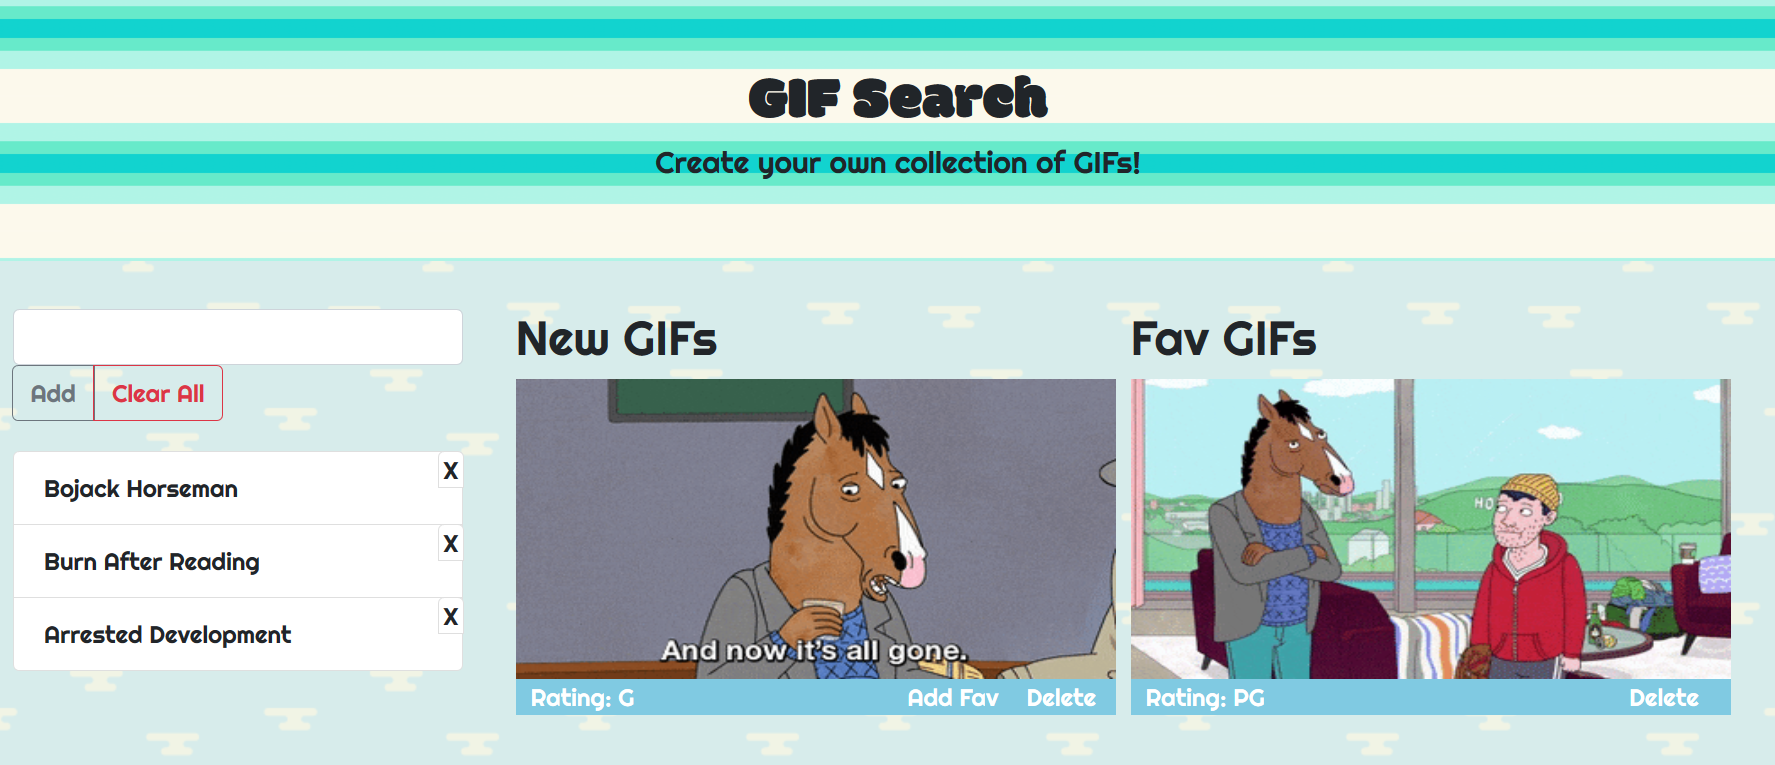 GIF Search
Create your own collection of GIFs!
Add
Clear All
Bojack Horseman
X
Burn After Reading
X
Arrested Development
X
New GIFs
And now it's all gone.
Rating: G
Add Fav
Delete
Fav GIFs
HO
Rating: PG
Delete